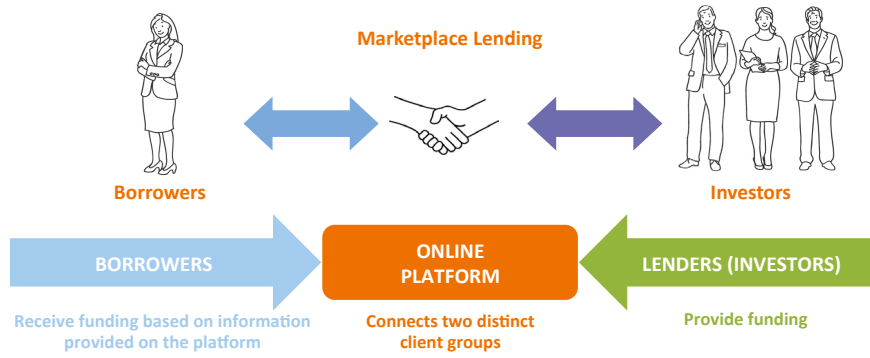 Marketplace Lending
Borrowers
Investors
BORROWERS
ONLINE
PLATFORM
LENDERS (INVESTORS)
Receive funding based on information
provided on the platform
Connects two distinct
client groups
Provide funding